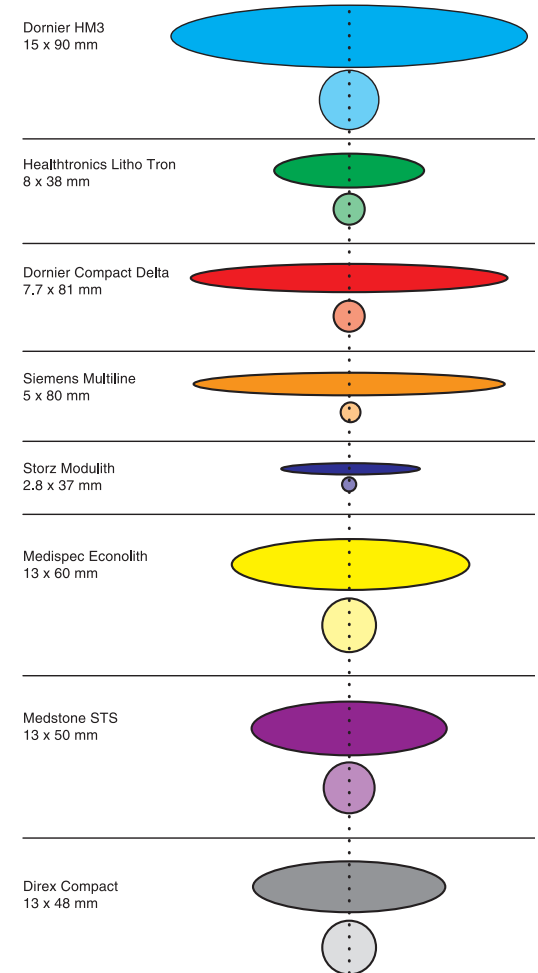 Dornier HM3
15 x 90 mm
Healthtronics Litho Tron
8 x 38 mm
Dornier Compact Delta
7.7 x 81 mm
Siemens Multiline
5 x 80 mm
Storz Modulith
2.8 x 37 mm
Medispec Econolith
13 x 60 mm
Medstone STS
13 x 50 mm
Direx Compact
13 x 48 mm